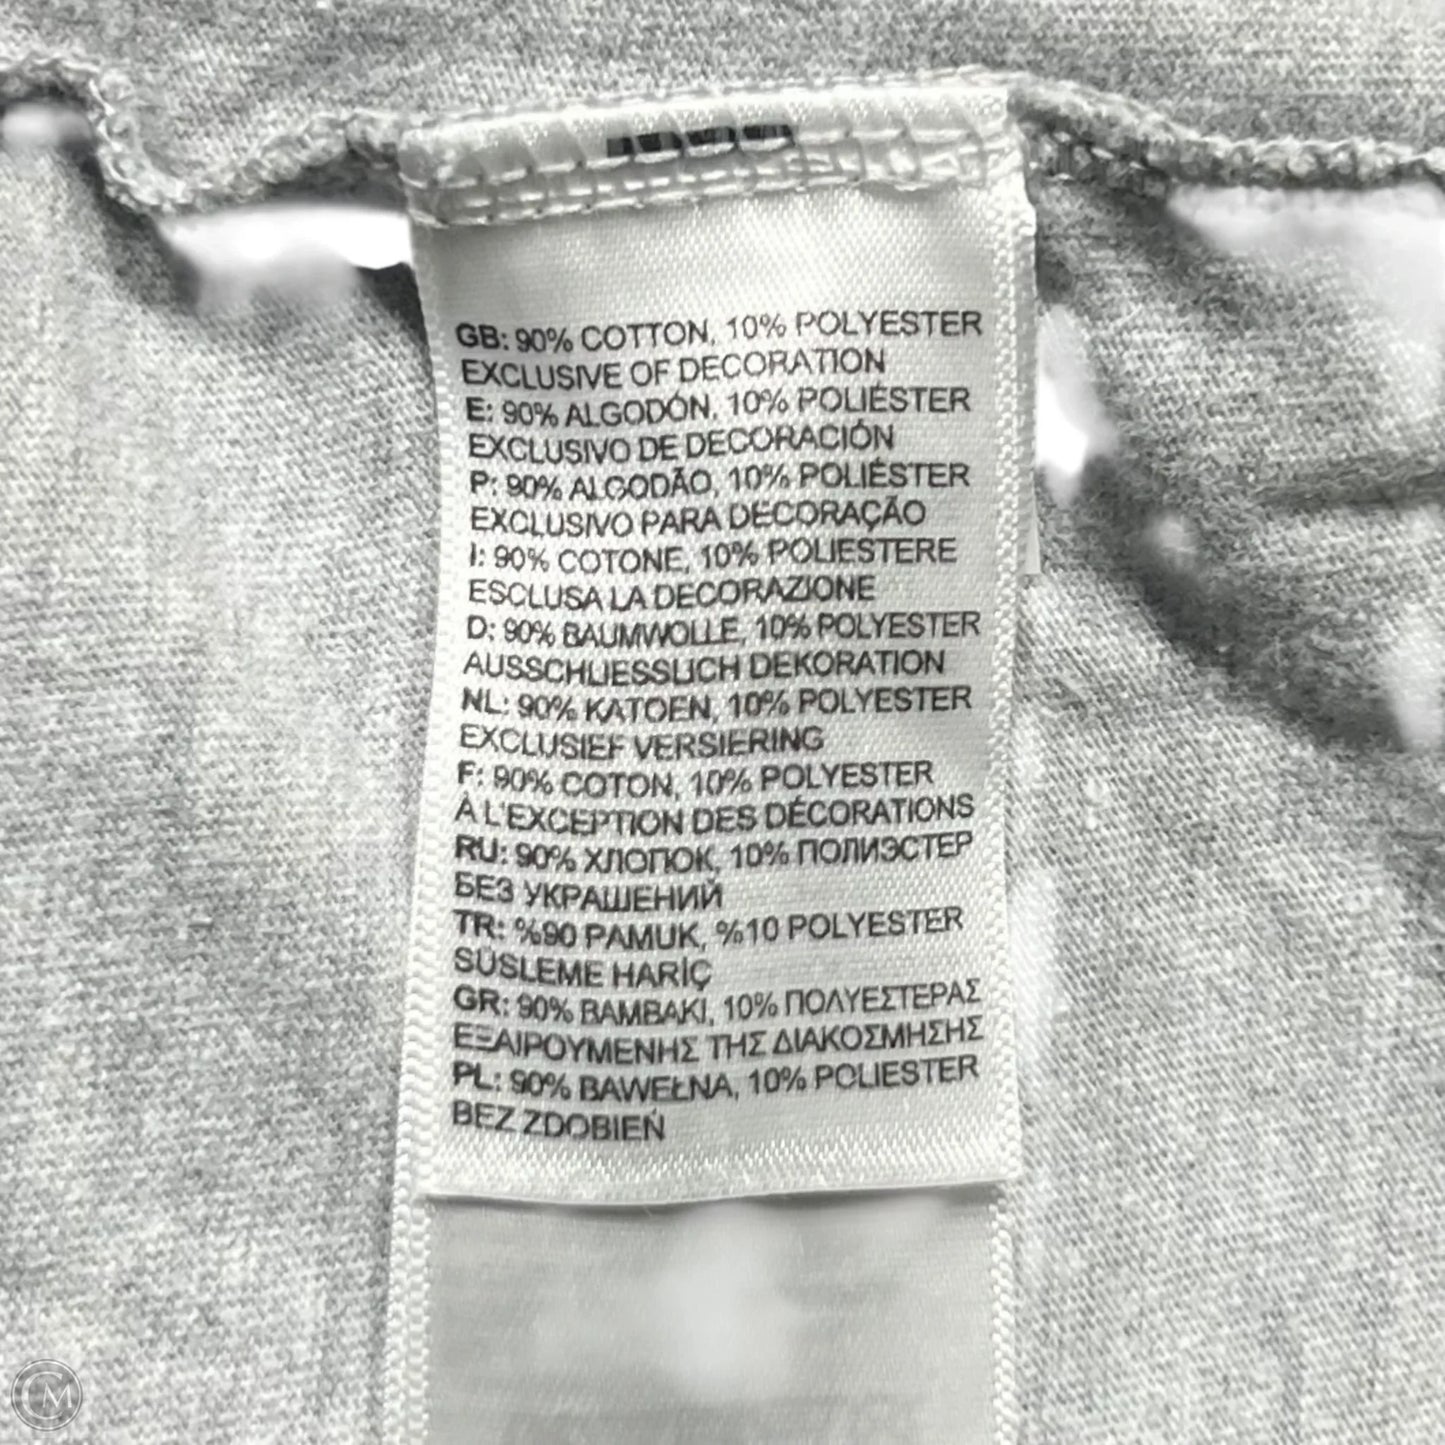 GB: 90% COTTON, 10% POLYESTER
EXCLUSIVE OF DECORATION
E: 90% ALGODÓN, 10% POLIÉSTER
EXCLUSIVO DE DECORACIÓN
P: 90% ALGODÃO, 10% POLIÉSTER
EXCLUSIVO PARA DECORAÇÃO
I: 90% COTONE, 10% POLIESTERE
ESCLUSA LA DECORAZIONE
D: 90% BAUMWOLLE, 10% POLYESTER
AUSSCHLIESSLICH DEKORATION
NL: 90% KATOEN, 10% POLYESTER
EXCLUSIEF VERSIERING
F: 90% COTON, 10% POLYESTER
À L'EXCEPTION DES DÉCORATIONS
RU: 90% ХЛОПОК, 10% ПОЛИЭСТЕР
БЕЗ УКРАШЕНИЙ
TR: %90 PAMUK, %10 POLYESTER
SÜSLEME HARİÇ
GR: 90% BAMBAKI, 10% ΠΟΛΥΕΣΤΕΡΑΣ
ΕΞΑΙΡΟΥΜΕΝΗΣ ΤΗΣ ΔΙΑΚΟΣΜΗΣΗΣ
PL: 90% BAWEŁNA, 10% POLIESTER
BEZ ZDOBIEŃ
CM